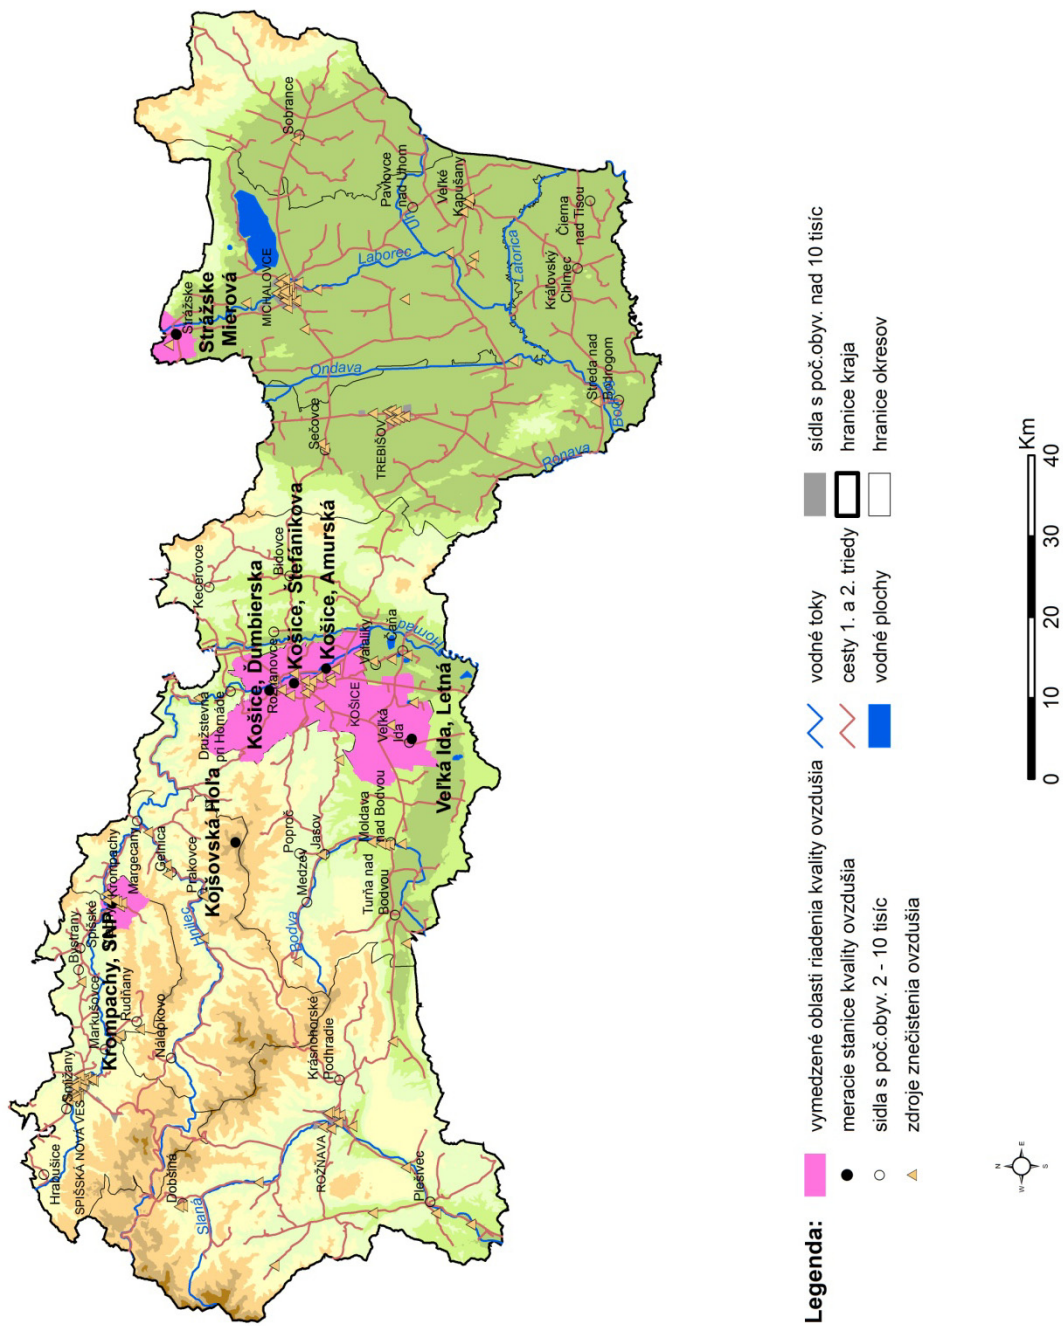 Hrabušice
Smižany
SPIŠSKÁ NOVÁ VES
Markušovce
Bystrany
Spišské
Krompachy
Krompachy, SNP
Margecany
Rudňany
Nálepkovo
Gelnica
Prakovce
Hnilec
Kojšovská Hoľa
Dobšiná
Slaná
ROŽŇAVA
Krásnohorské
Podhradie
Plešivec
Bodva
Medzev
Poproč
Jasov
Moldava
nad Bodvou
Turňa nad
Bodvou
Družstevná
pri Hornáde
Košice, Ďumbierska
Rozhanovce
Košice, Štefánikova
Košice, Amurská
KOŠICE
Veľká
Ida
Veľká Ida, Letná
Valaliky
Čaňa
Hornád
Kecerovce
Bidovce
Sečovce
TREBIŠOV
Ondava
Roňava
Strážske
Strážske
Mierová
MICHALOVCE
Laborec
Sobrance
Pavlovce
nad Uhom
Uh
Veľké
Kapušany
Latorica
Kráľovský
Chlmec
Čierna
nad Tisou
Streda nad
Bodrogom
Legenda:
vymedzené oblasti riadenia kvality ovzdušia
meracie stanice kvality ovzdušia
sidla s poč.obyv. 2 - 10 tisíc
zdroje znečistenia ovzdušia
vodné toky
cesty 1. a 2. triedy
vodné plochy
sídla s poč.obyv. nad 10 tisíc
hranice kraja
hranice okresov
N
W
E
S
0 10 20 30 40
Km